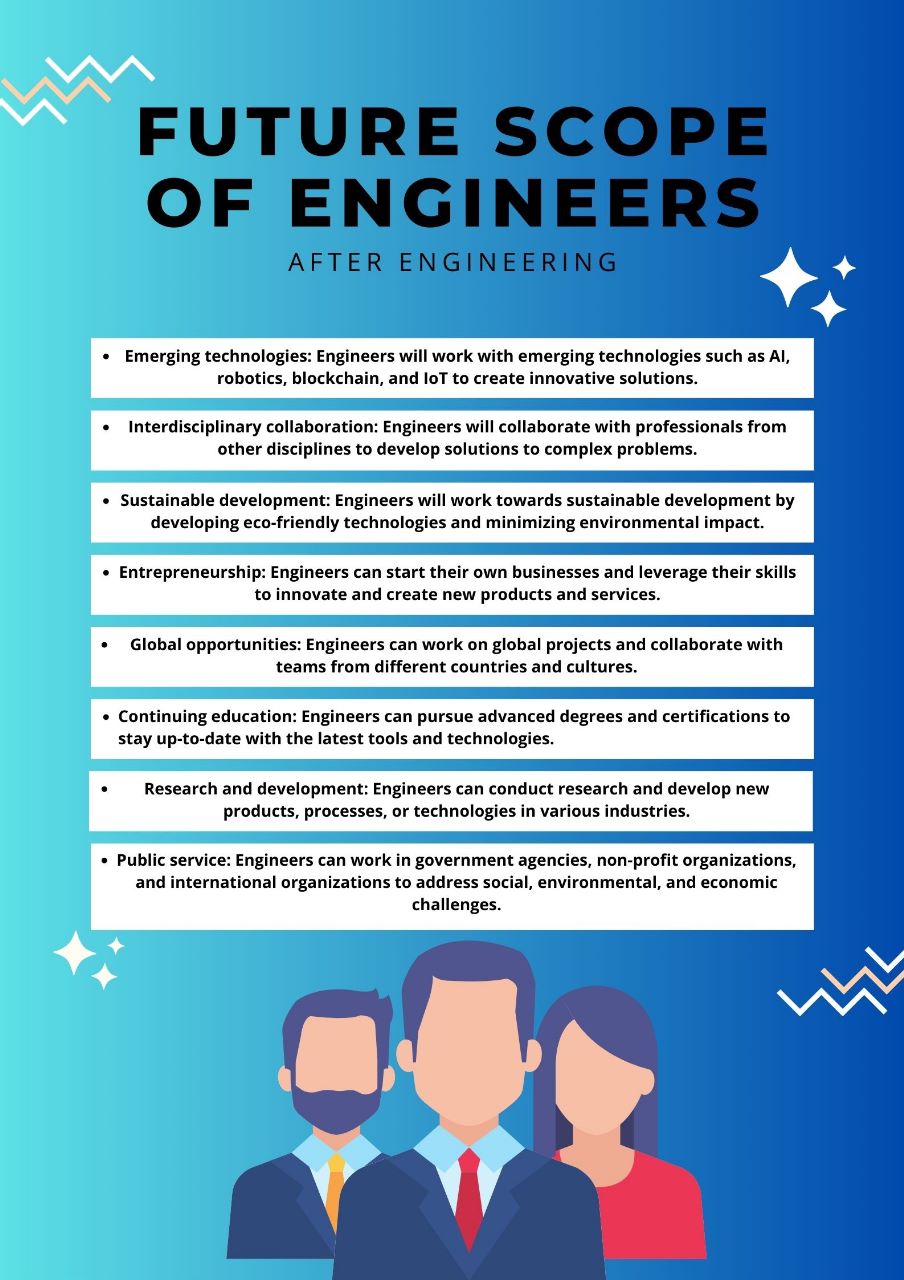 FUTURE SCOPE
OF ENGINEERS
AFTER ENGINEERING
• Emerging technologies: Engineers will work with emerging technologies such as AI,
robotics, blockchain, and IoT to create innovative solutions.
• Interdisciplinary collaboration: Engineers will collaborate with professionals from
other disciplines to develop solutions to complex problems.
• Sustainable development: Engineers will work towards sustainable development by
developing eco-friendly technologies and minimizing environmental impact.
• Entrepreneurship: Engineers can start their own businesses and leverage their skills
to innovate and create new products and services.
• Global opportunities: Engineers can work on global projects and collaborate with
teams from different countries and cultures.
• Continuing education: Engineers can pursue advanced degrees and certifications to
stay up-to-date with the latest tools and technologies.
• Research and development: Engineers can conduct research and develop new
products, processes, or technologies in various industries.
• Public service: Engineers can work in government agencies, non-profit organizations,
and international organizations to address social, environmental, and economic
challenges.